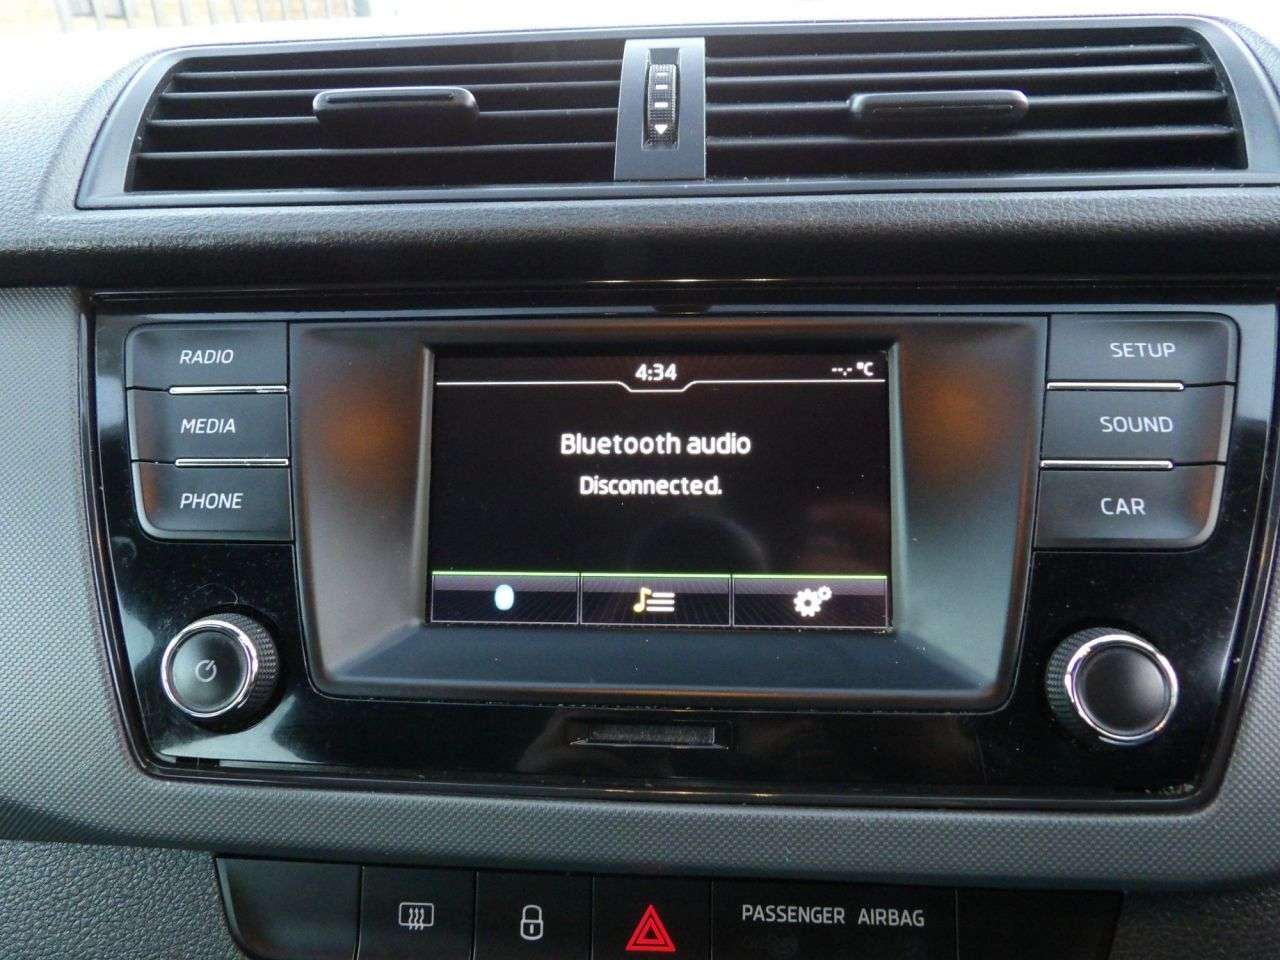 RADIO
MEDIA
PHONE
4:34
--.- °C
Bluetooth audio
Disconnected.
SETUP
SOUND
CAR
PASSENGER AIRBAG